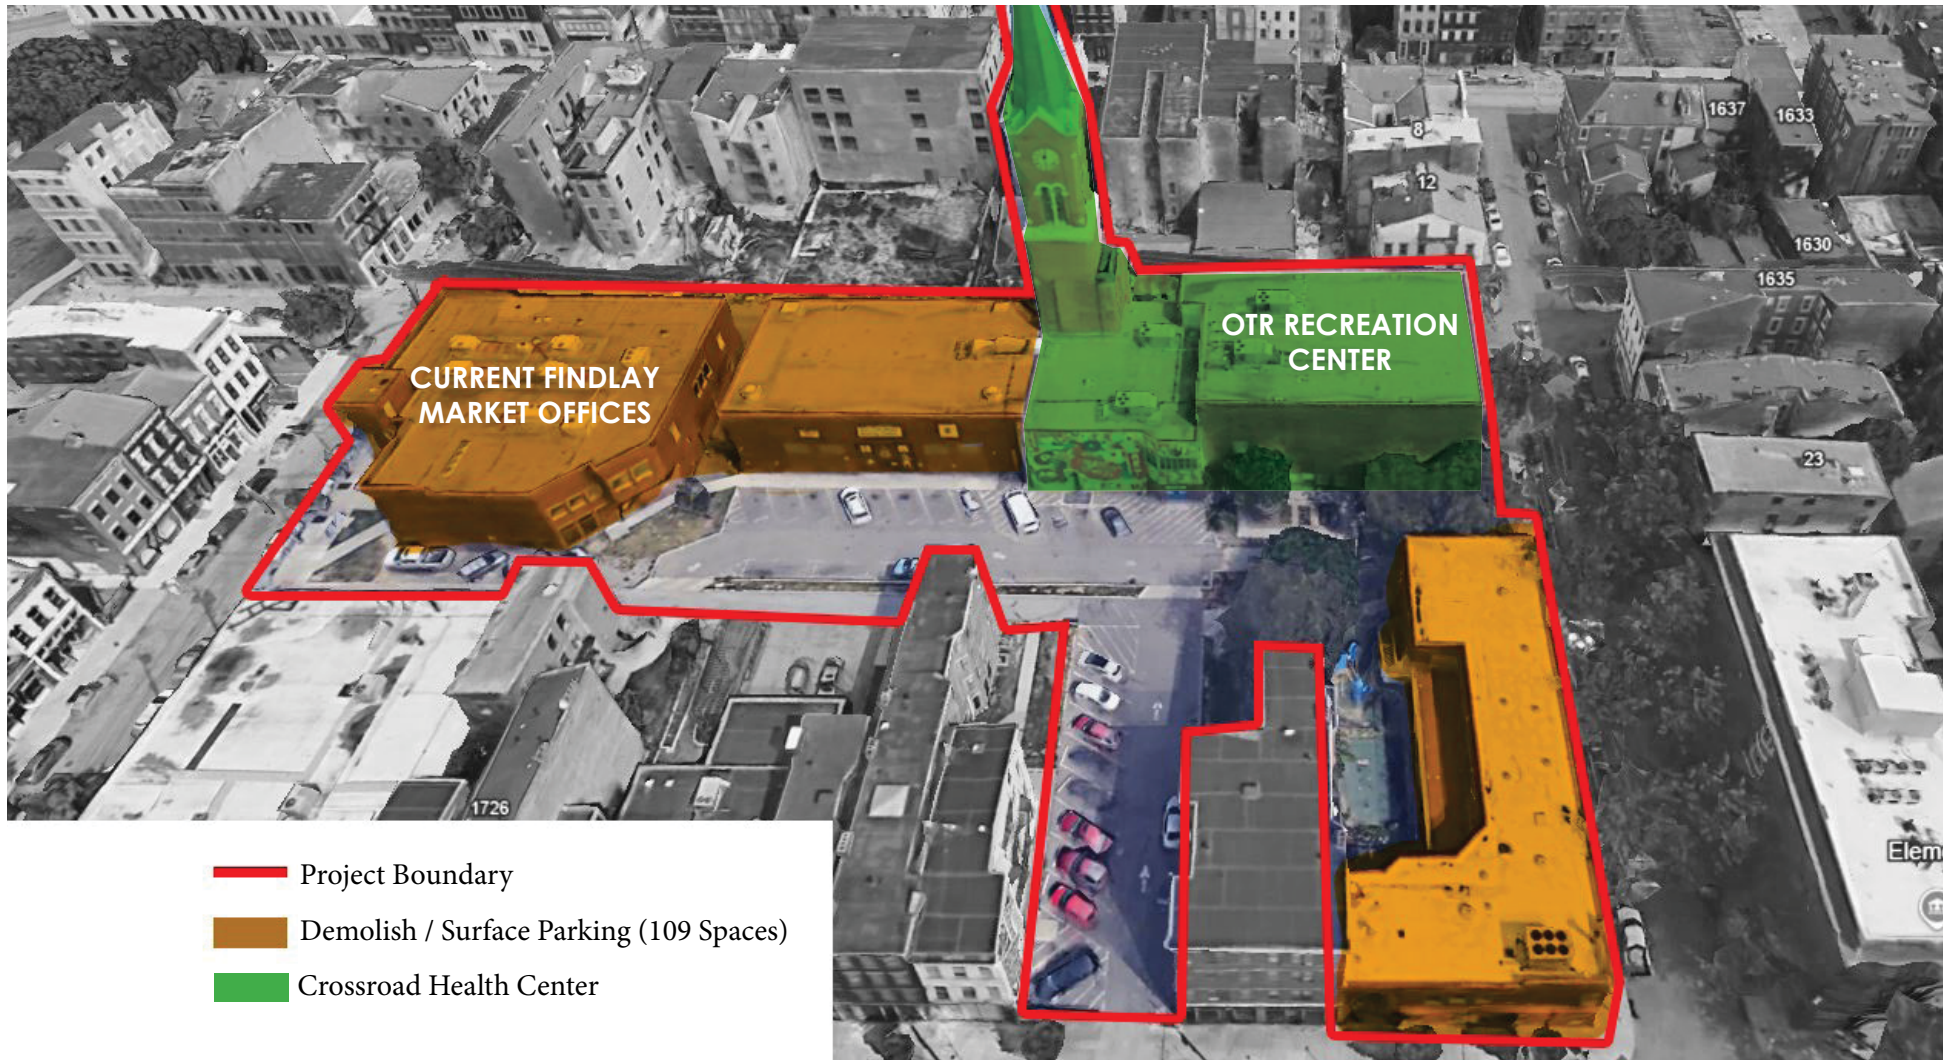 1637
1633
8
12
1630
1635
OTR RECREATION
CENTER
CURRENT FINDLAY
MARKET OFFICES
23
1726
Elem
Project Boundary
Demolish / Surface Parking (109 Spaces)
Crossroad Health Center